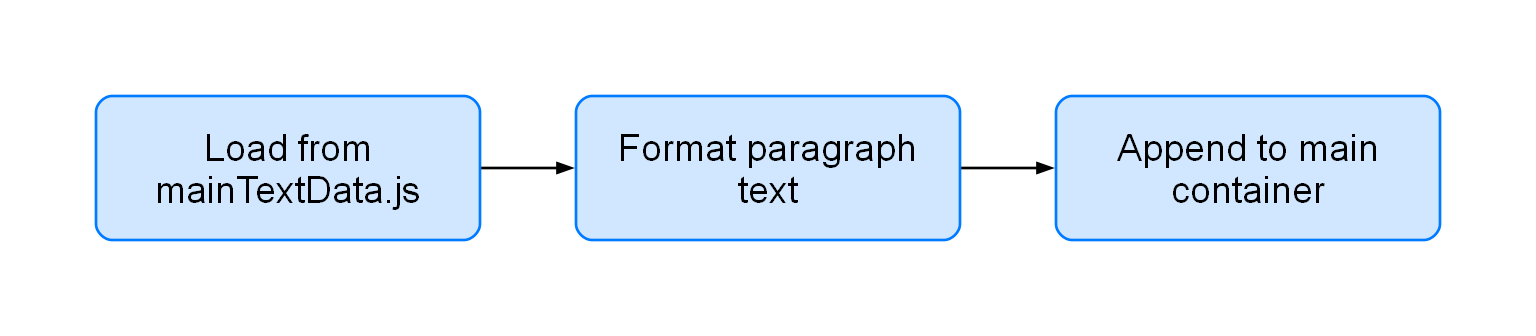 Load from
mainTextData.js
Format paragraph
text
Append to main
container